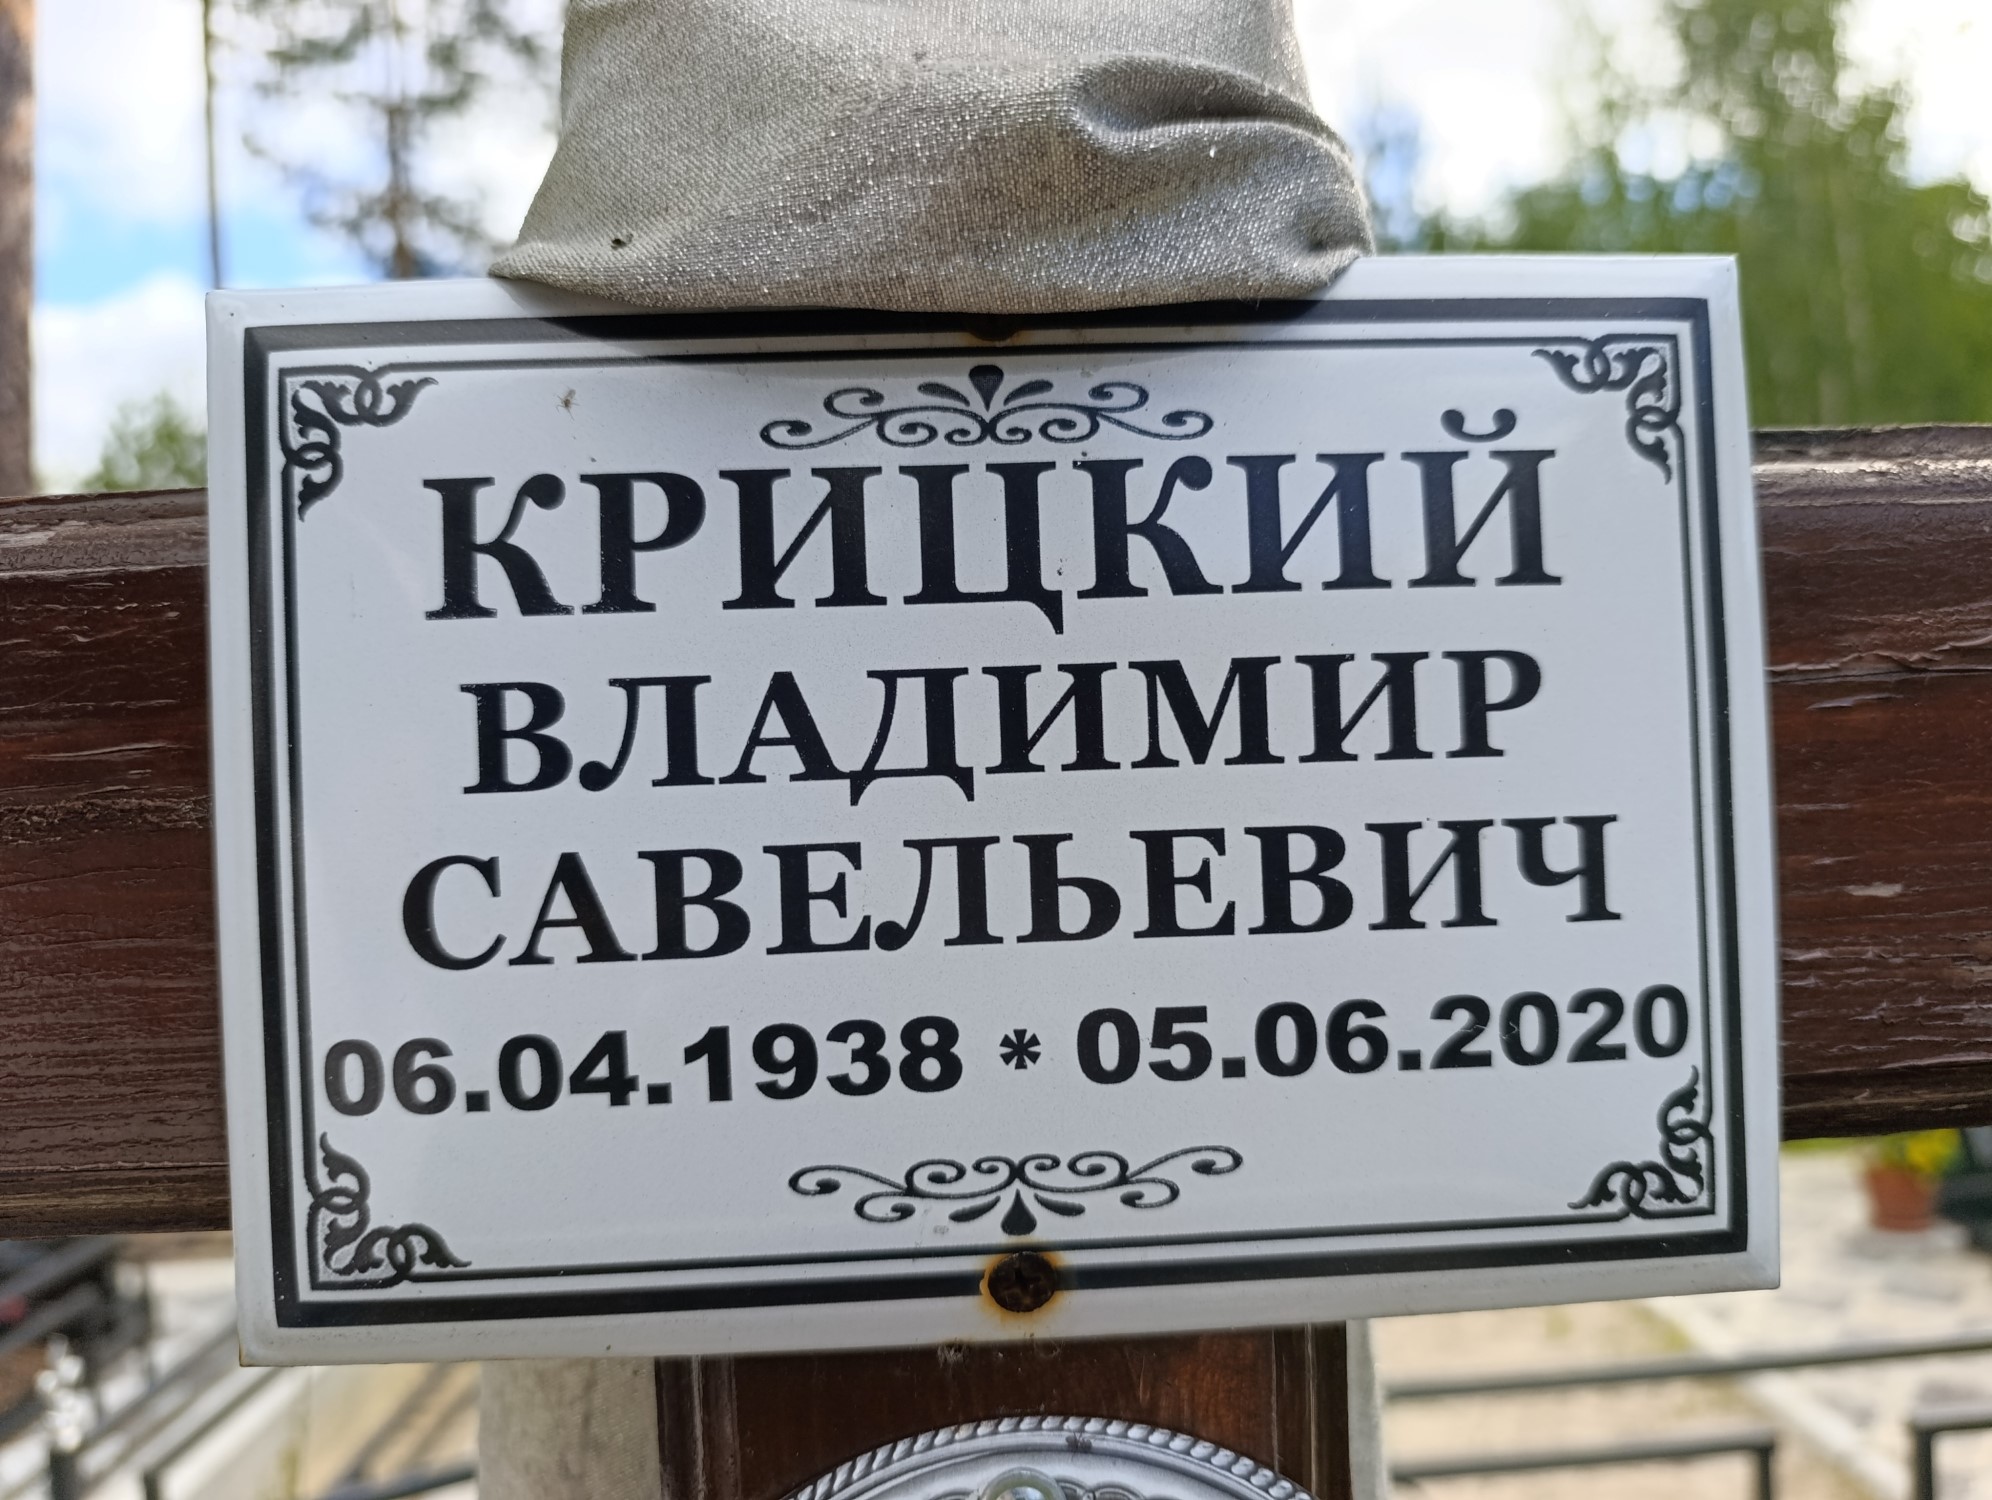 КРИЦКИЙ
ВЛАДИМИР
САВЕЛЬЕВИЧ
06.04.1938 * 05.06.2020